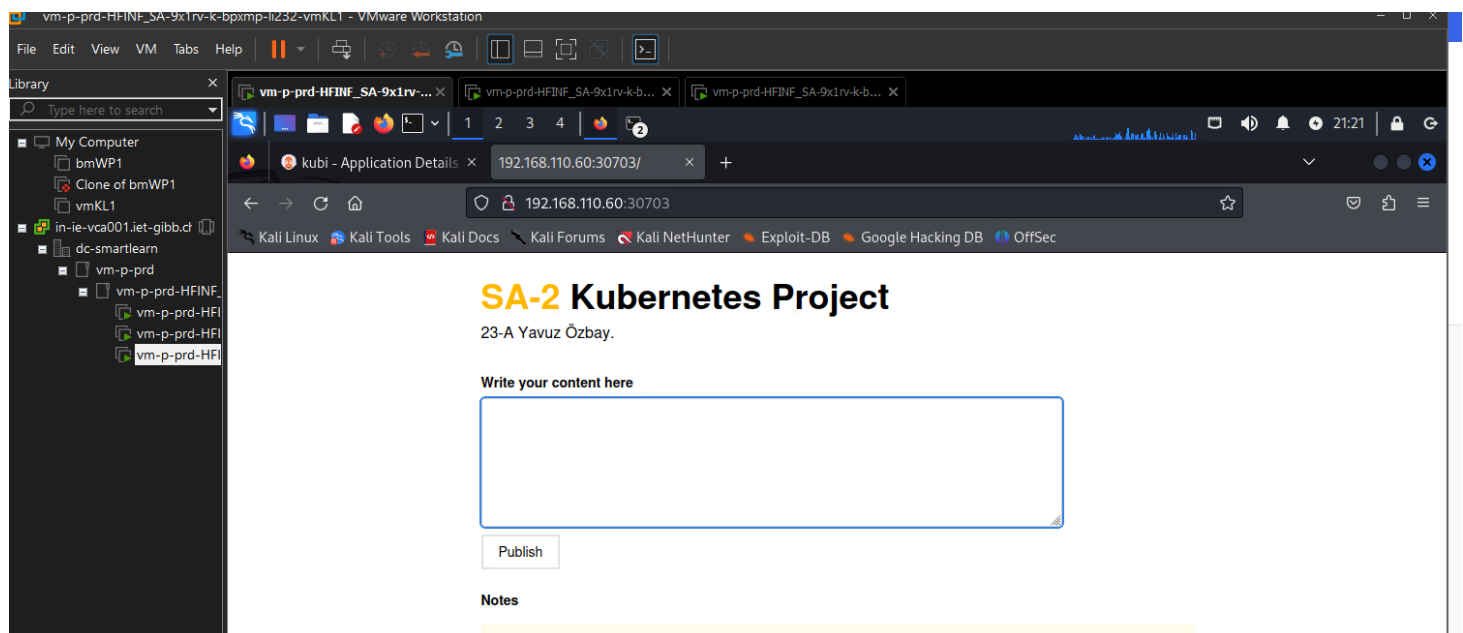 vm-p-prd-HFINF_SA-9x1rv-k-bpxmp-li232-vmKL1 - VMware Workstation
File Edit View VM Tabs Help
Library
Type here to search
vm-p-prd-HFINF_SA-9x1rv-...
vm-p-prd-HFINF_SA-9x1rv-k-b...
vm-p-prd-HFINF_SA-9x1rv-k-b...
1 2 3 4
2
21:21
My Computer
bmWP1
Clone of bmWP1
vmKL1
in-ie-vca001.iet-gibb.ch
dc-smartlearn
vm-p-prd
vm-p-prd-HFINF_
vm-p-prd-HFI
vm-p-prd-HFI
vm-p-prd-HFI
kubi - Application Details
192.168.110.60:30703/
192.168.110.60:30703
Kali Linux Kali Tools Kali Docs Kali Forums Kali NetHunter Exploit-DB Google Hacking DB OffSec
SA-2 Kubernetes Project
23-A Yavuz Özbay.
Write your content here
Publish
Notes